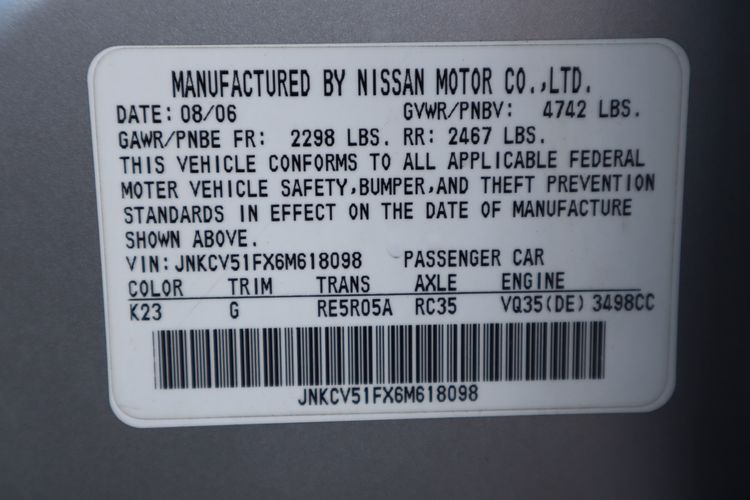 MANUFACTURED BY NISSAN MOTOR CO.,LTD.
DATE: 08/06 GVWR/PNBV: 4742 LBS.
GAWR/PNBE FR: 2298 LBS. RR: 2467 LBS.
THIS VEHICLE CONFORMS TO ALL APPLICABLE FEDERAL
MOTER VEHICLE SAFETY,BUMPER,AND THEFT PREVENTION
STANDARDS IN EFFECT ON THE DATE OF MANUFACTURE
SHOWN ABOVE.
VIN: JNKCV51FX6M618098 PASSENGER CAR
COLOR TRIM TRANS AXLE ENGINE
K23 G RE5R05A RC35 VQ35(DE) 3498CC
JNKCV51FX6M618098